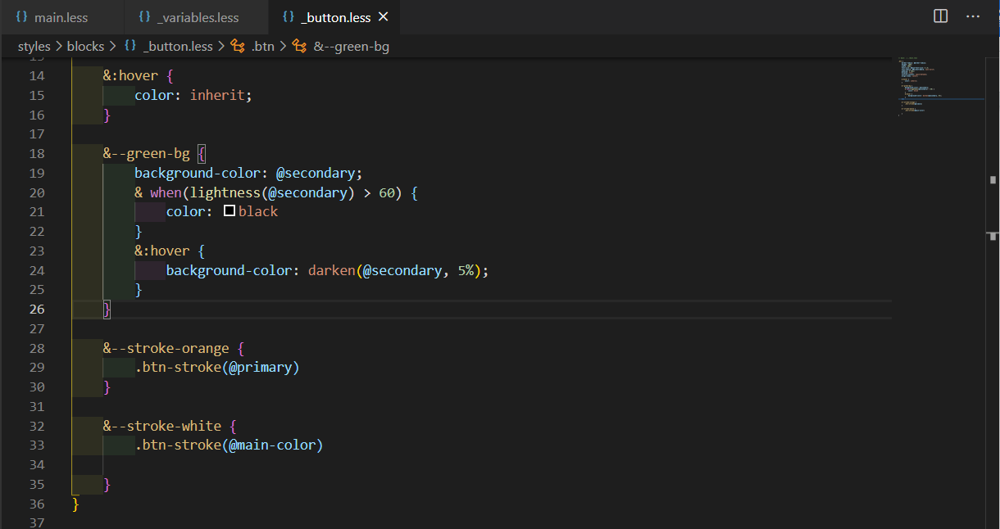 main.less _variables.less _button.less ×
styles > blocks > _button.less > .btn > &--green-bg
14 &:hover {
15 color: inherit;
16 }
17
18 &--green-bg {
19 background-color: @secondary;
20 & when(lightness(@secondary) > 60) {
21 color: black
22 }
23 &:hover {
24 background-color: darken(@secondary, 5%);
25 }
26 }
27
28 &--stroke-orange {
29 .btn-stroke(@primary)
30 }
31
32 &--stroke-white {
33 .btn-stroke(@main-color)
34
35 }
36 }
37